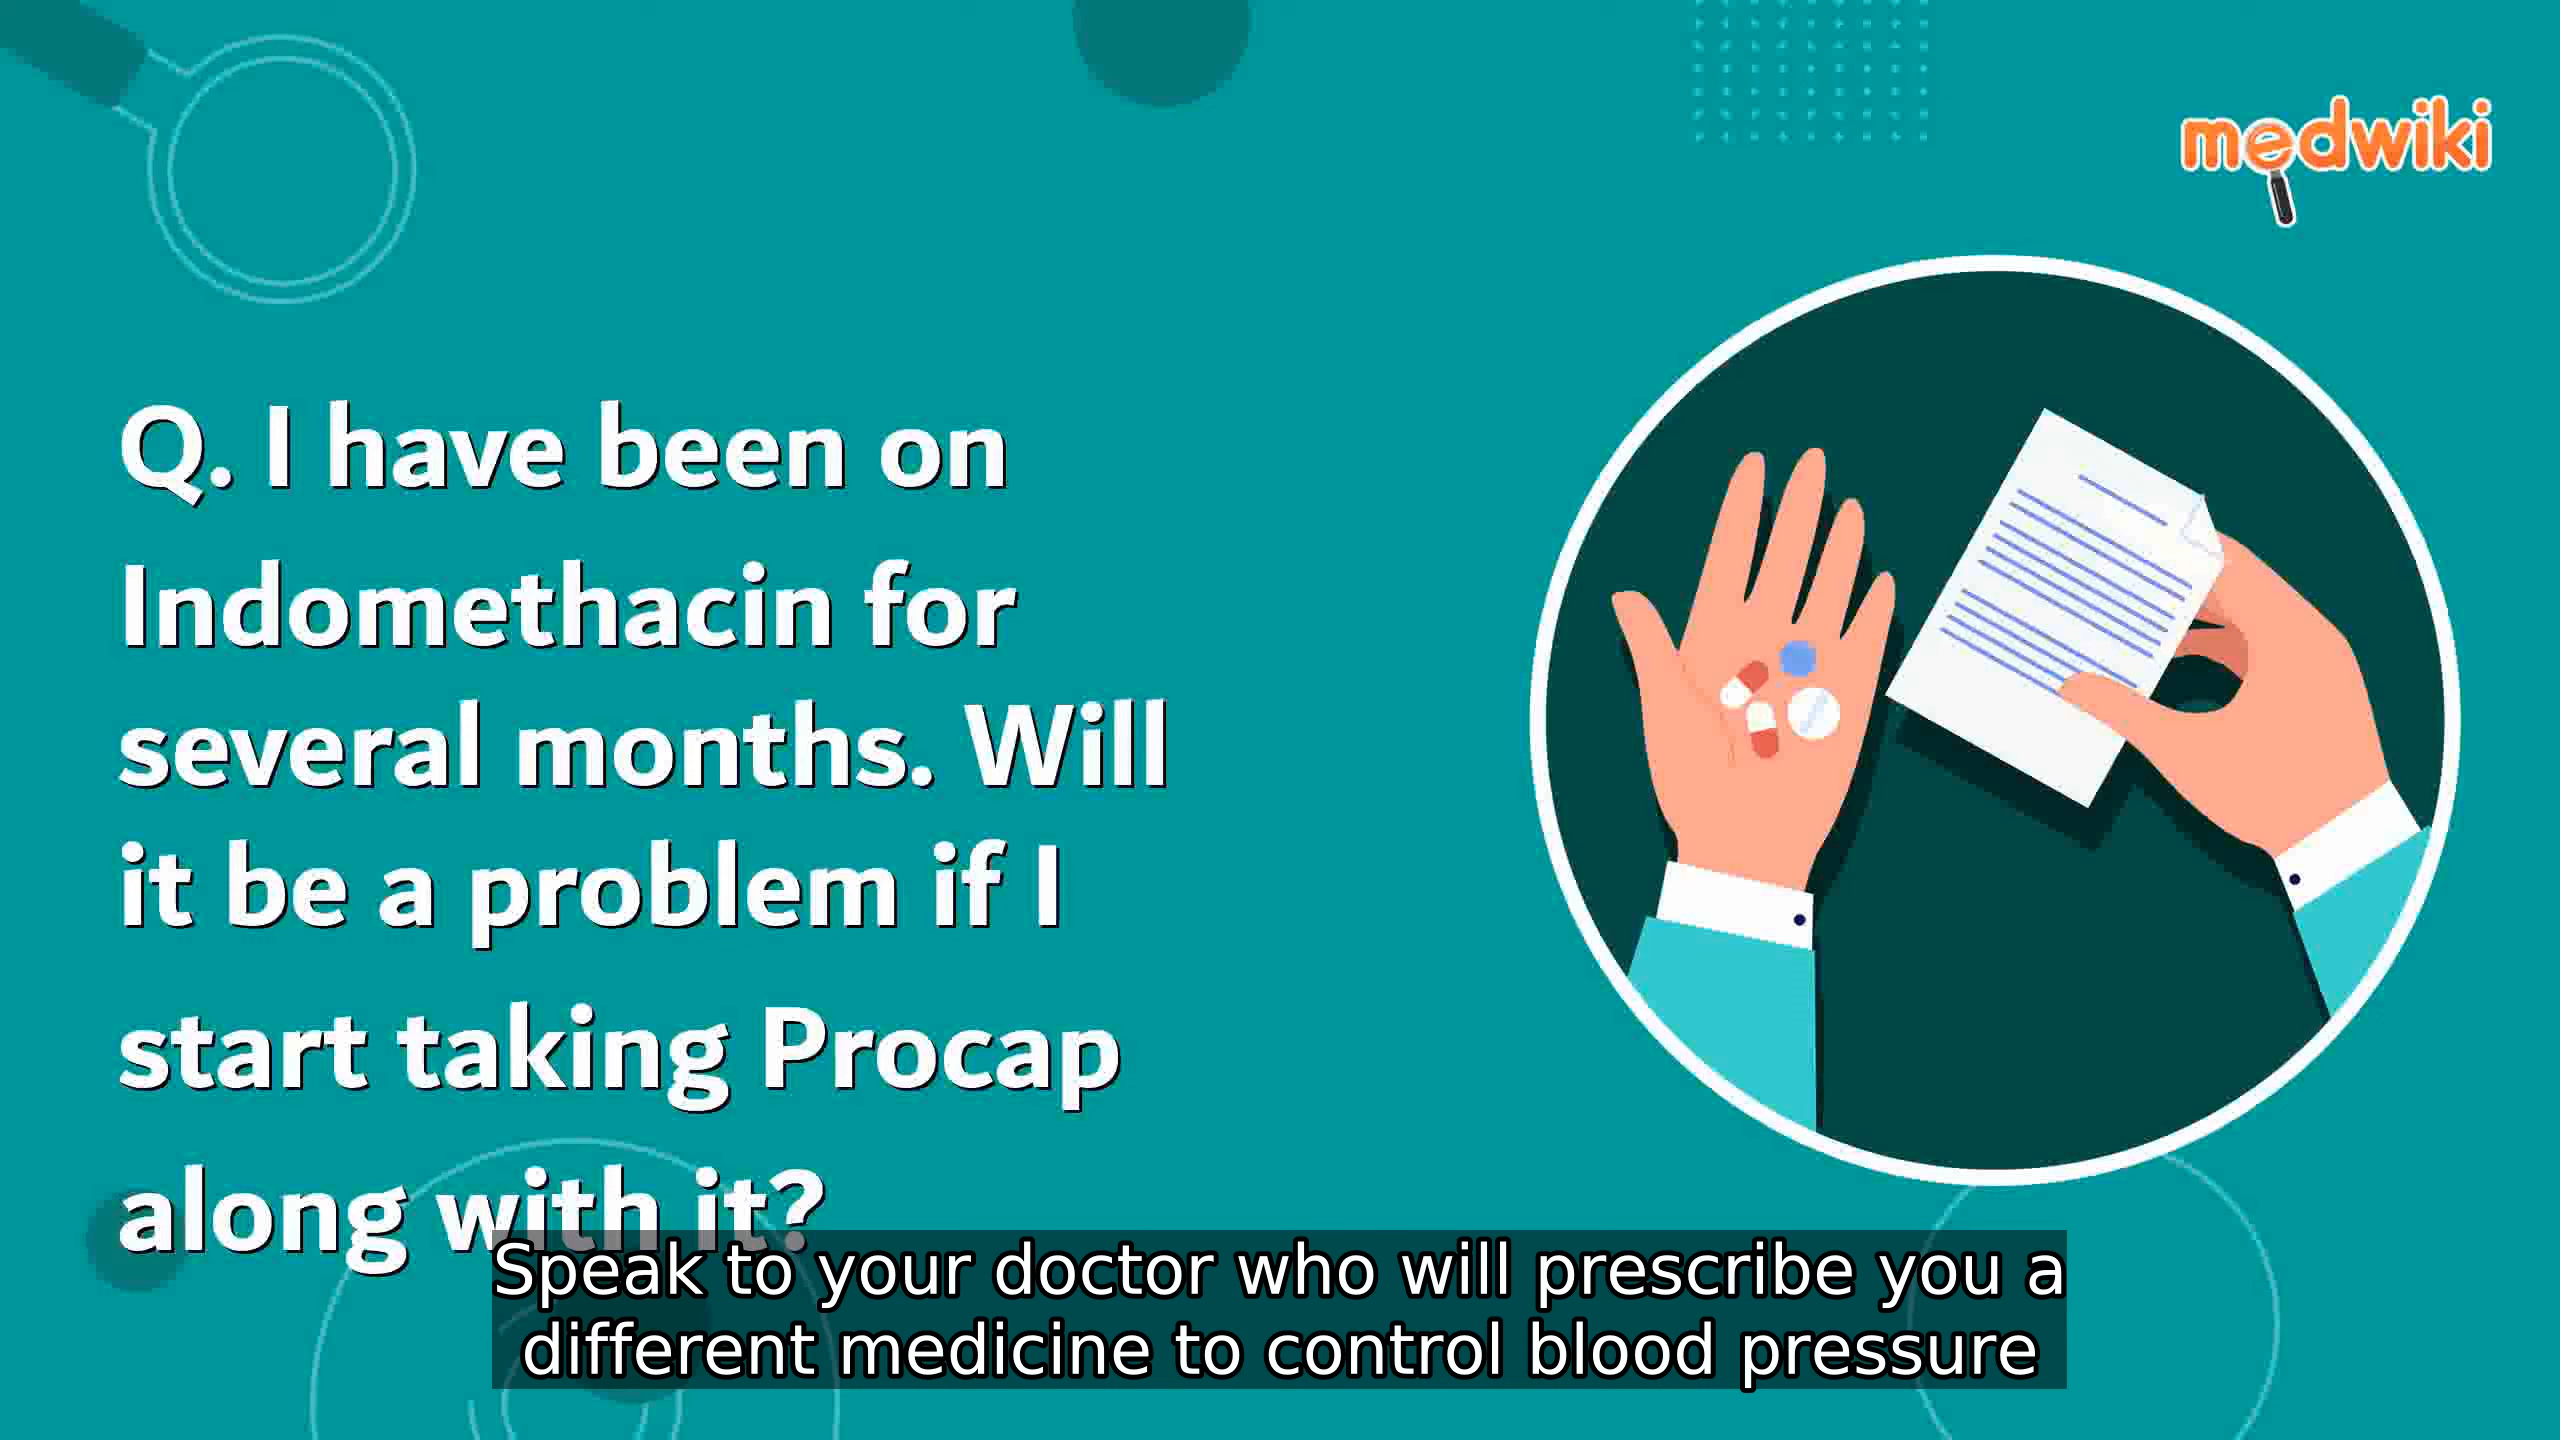 medwiki
Q. I have been on
Indomethacin for
several months. Will
it be a problem if I
start taking Procap
along with it?
Speak to your doctor who will prescribe you a
different medicine to control blood pressure